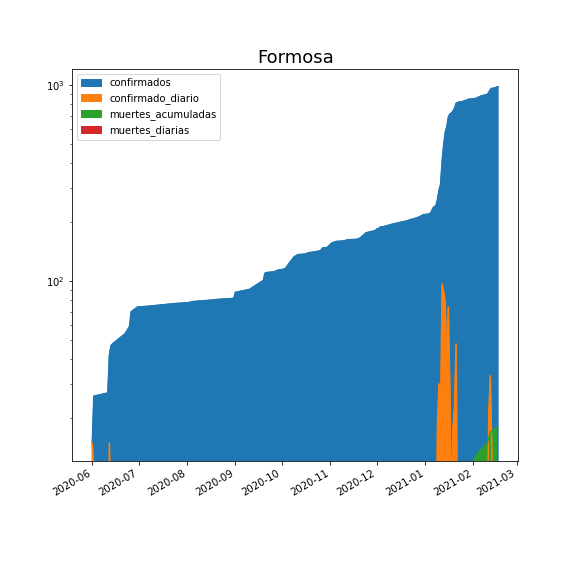 Formosa
confirmados
confirmado_diario
muertes_acumuladas
muertes_diarias
10³
10²
2020-06
2020-07
2020-08
2020-09
2020-10
2020-11
2020-12
2021-01
2021-02
2021-03